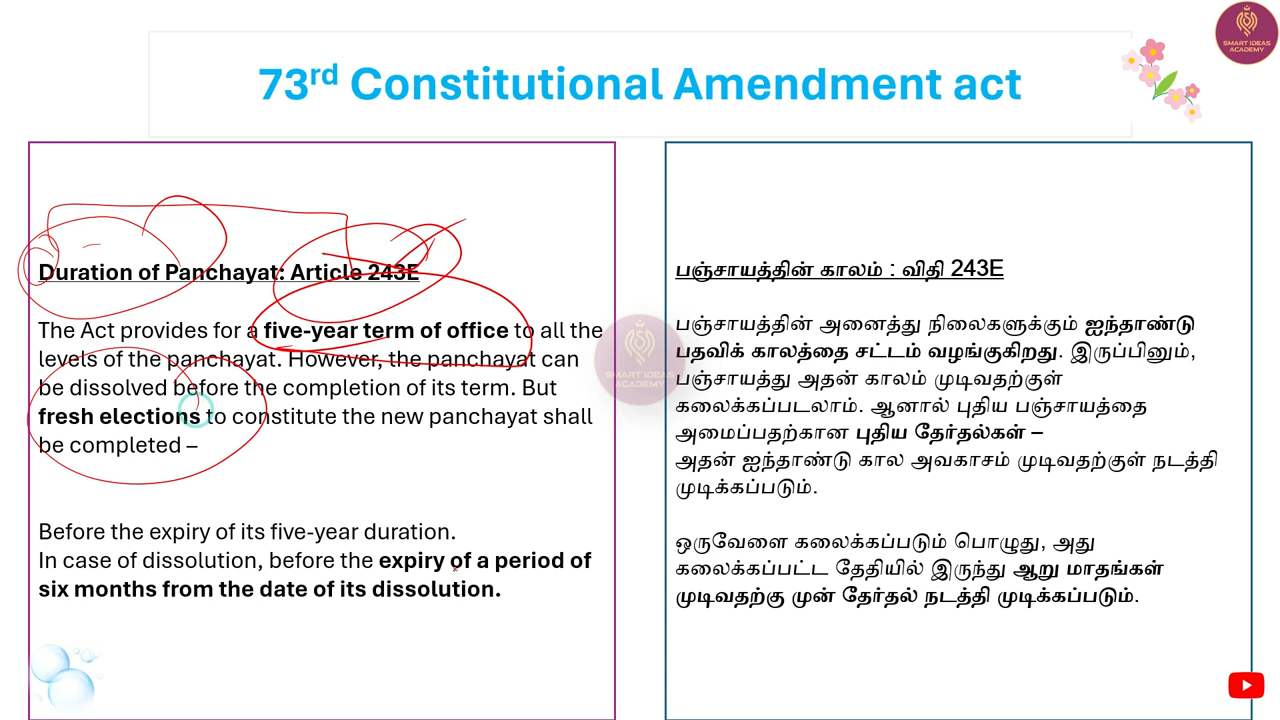 SMART IDEAS
ACADEMY
73rd Constitutional Amendment act
Duration of Panchayat: Article 243E
The Act provides for a five-year term of office to all the
levels of the panchayat. However, the panchayat can
be dissolved before the completion of its term. But
fresh elections to constitute the new panchayat shall
be completed –
Before the expiry of its five-year duration.
In case of dissolution, before the expiry of a period of
six months from the date of its dissolution.
பஞ்சாயத்தின் காலம் : விதி 243E
பஞ்சாயத்தின் அனைத்து நிலைகளுக்கும் ஐந்தாண்டு
பதவிக் காலத்தை சட்டம் வழங்குகிறது. இருப்பினும்,
பஞ்சாயத்து அதன் காலம் முடிவதற்குள்
கலைக்கப்படலாம். ஆனால் புதிய பஞ்சாயத்தை
அமைப்பதற்கான புதிய தேர்தல்கள் –
அதன் ஐந்தாண்டு கால அவகாசம் முடிவதற்குள் நடத்தி
முடிக்கப்படும்.
ஒருவேளை கலைக்கப்படும் பொழுது, அது
கலைக்கப்பட்ட தேதியில் இருந்து ஆறு மாதங்கள்
முடிவதற்கு முன் தேர்தல் நடத்தி முடிக்கப்படும்.
SMART IDEAS
ACADEMY